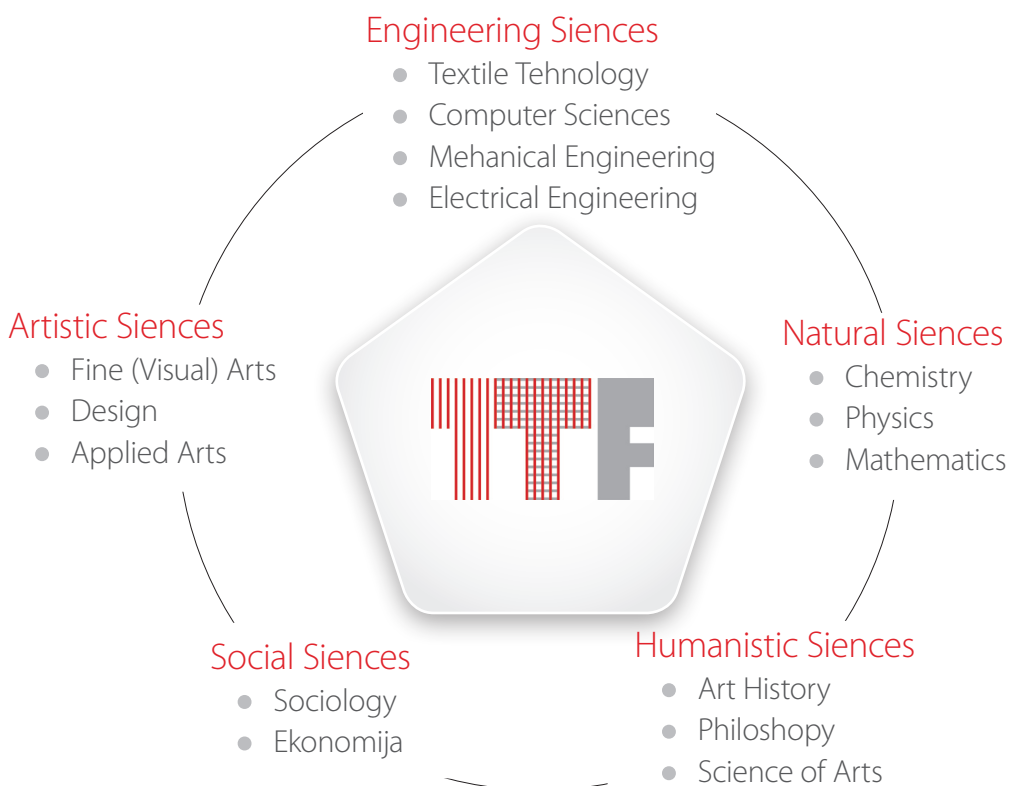 Engineering Siences
Textile Tehnology
Computer Sciences
Mehanical Engineering
Electrical Engineering
Artistic Siences
Fine (Visual) Arts
Design
Applied Arts
Natural Siences
Chemistry
Physics
Mathematics
TTF
Social Siences
Sociology
Ekonomija
Humanistic Siences
Art History
Philoshopy
Science of Arts